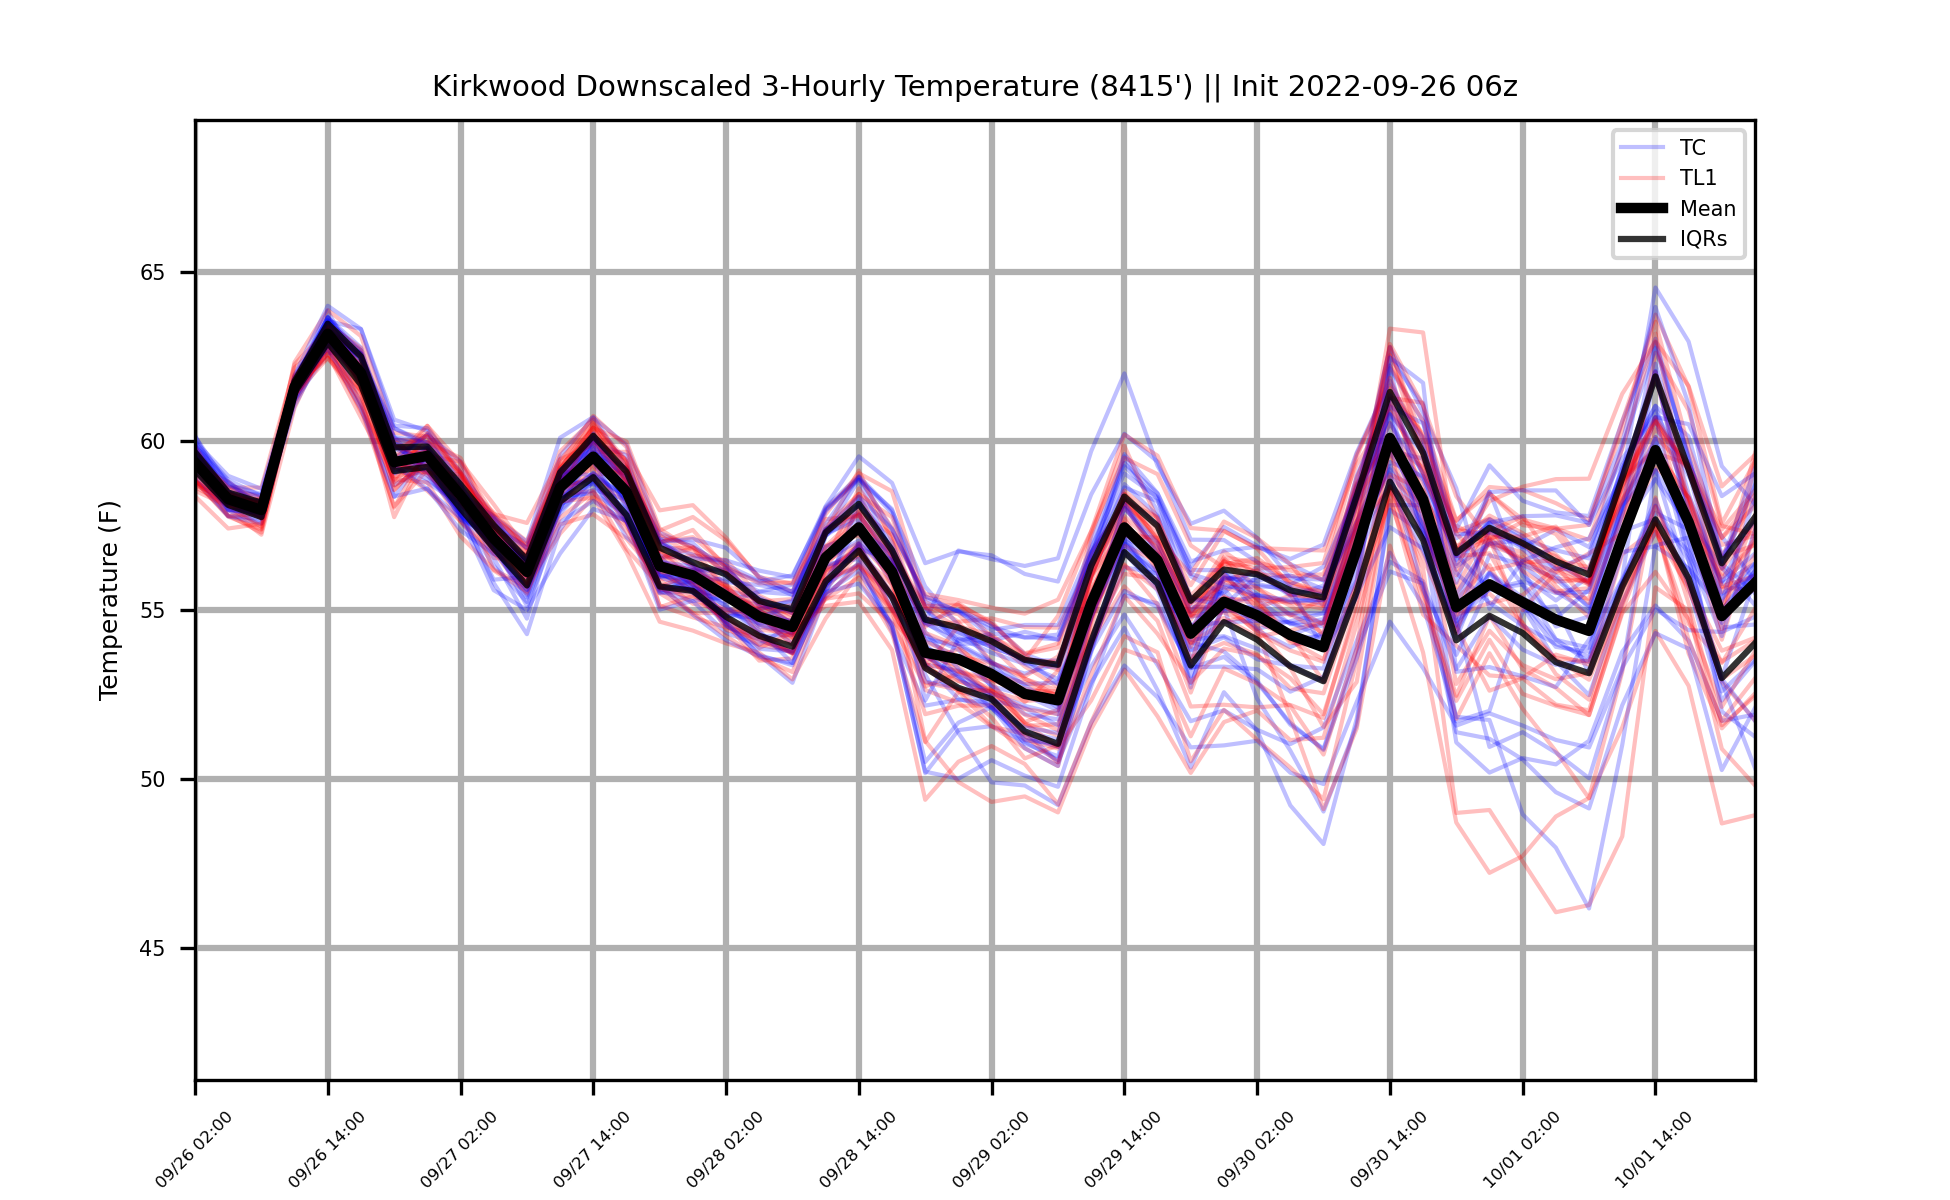 Kirkwood Downscaled 3-Hourly Temperature (8415') || Init 2022-09-26 06z
TC
TL1
Mean
IQRs
Temperature (F)
65
60
55
50
45
09/26 02:00
09/26 14:00
09/27 02:00
09/27 14:00
09/28 02:00
09/28 14:00
09/29 02:00
09/29 14:00
09/30 02:00
09/30 14:00
10/01 02:00
10/01 14:00